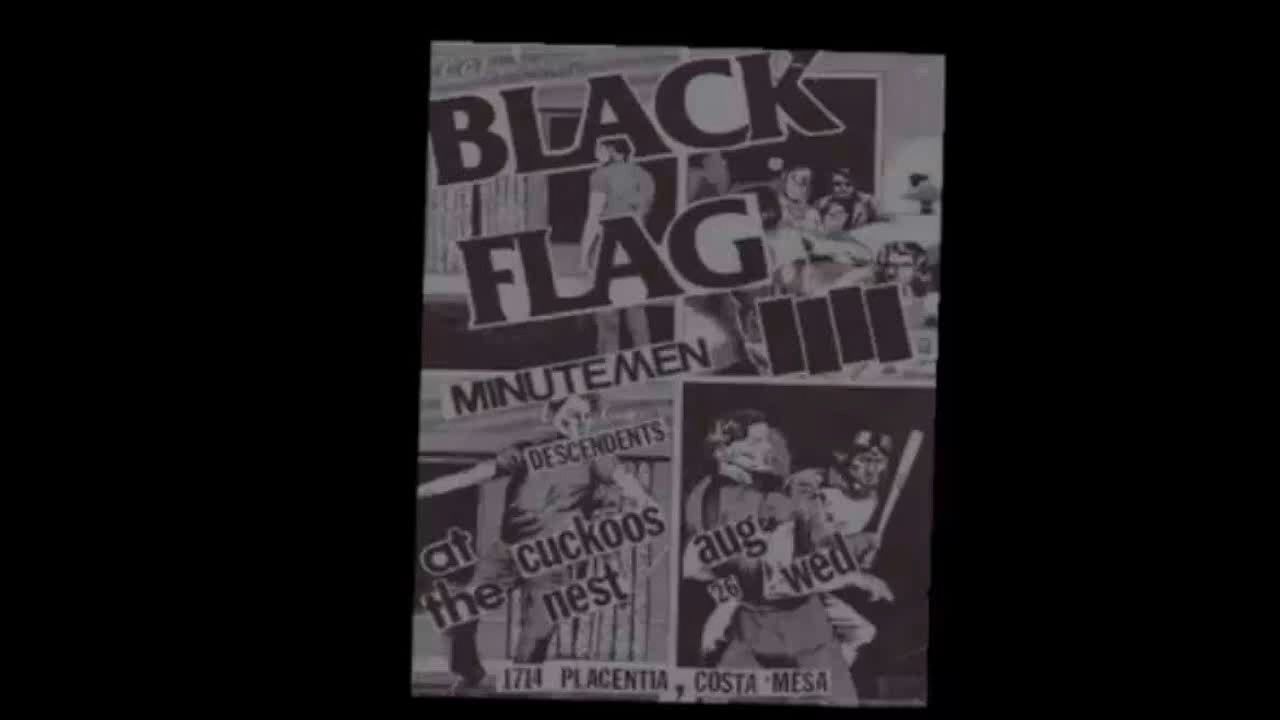 BLACK
FLAG
MINUTEMEN
DESCENDENTS
at the cuckoos nest
aug '26 wed
1714 PLACENTIA, COSTA MESA